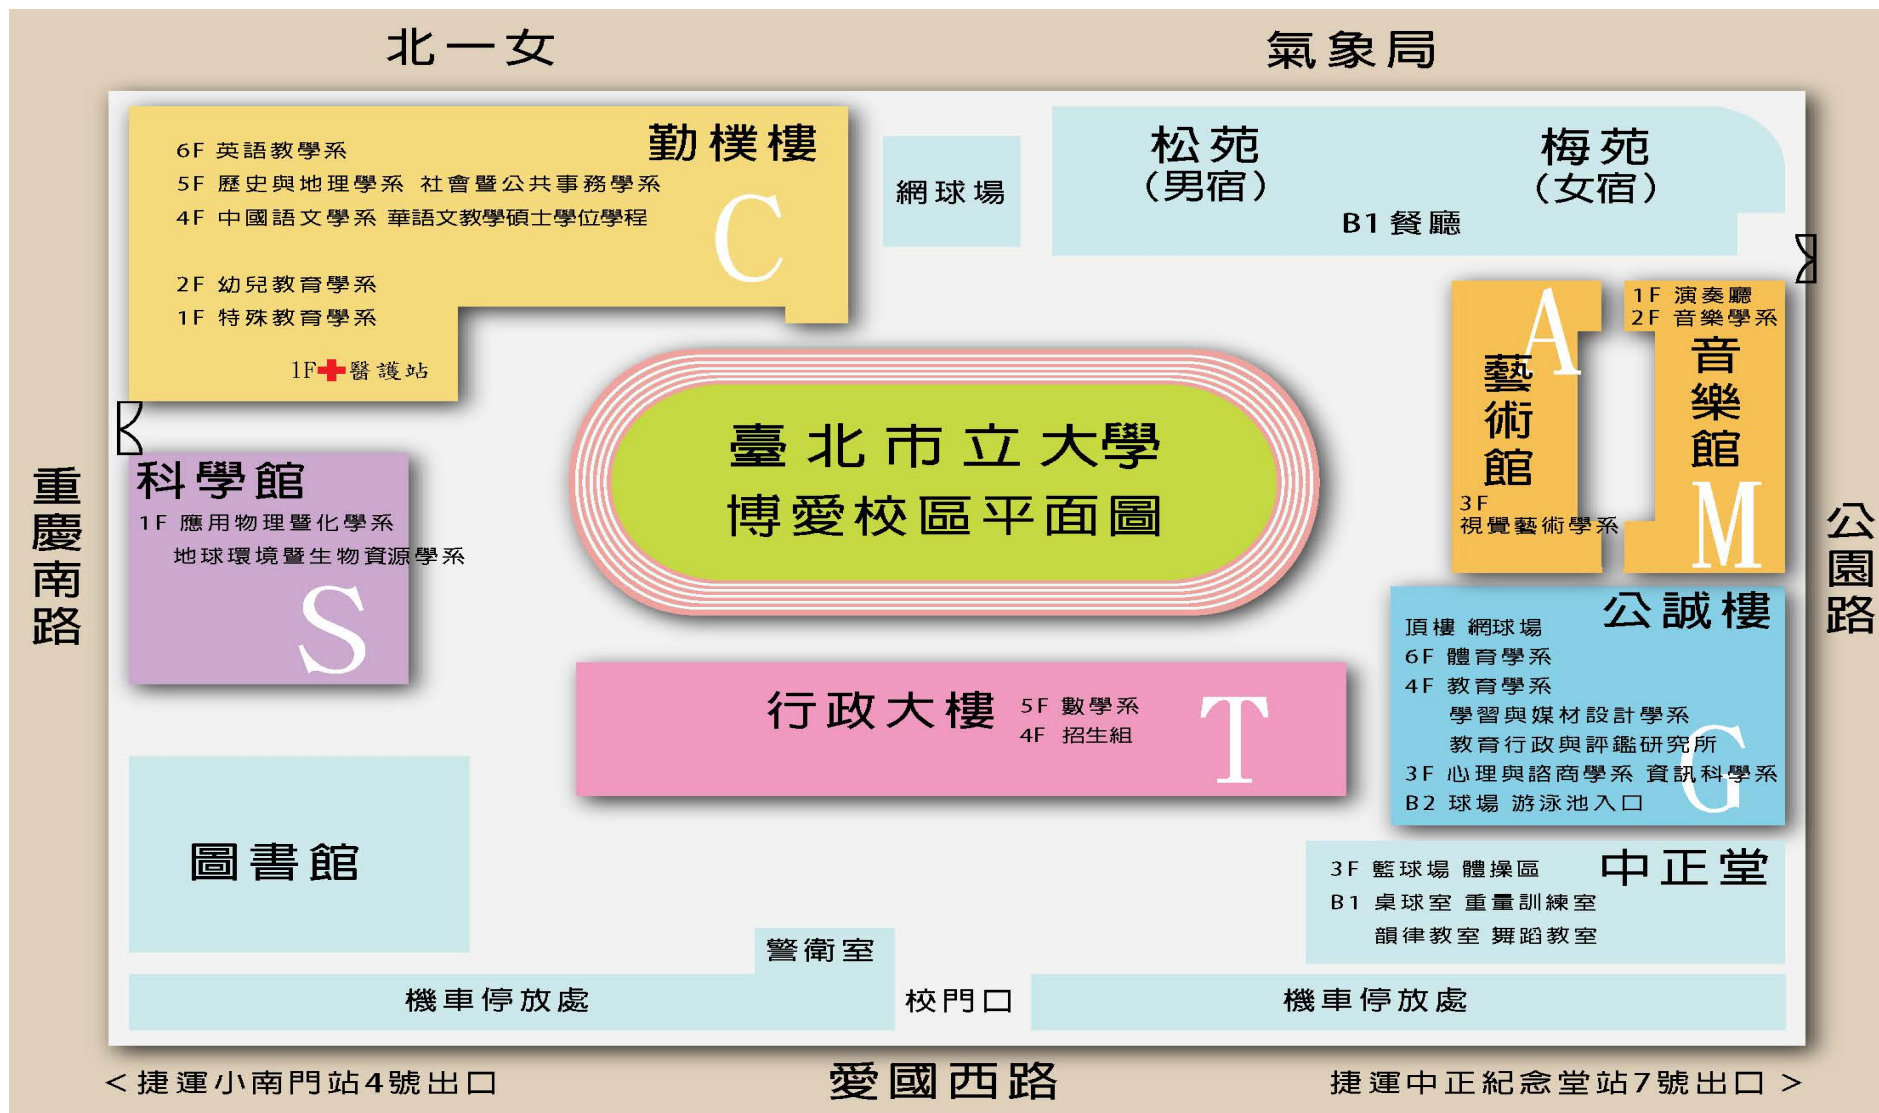 北一女
氣象局
勤樸樓
C
6F 英語教學系
5F 歷史與地理學系 社會暨公共事務學系
4F 中國語文學系 華語文教學碩士學位學程
2F 幼兒教育學系
1F 特殊教育學系
1F 醫護站
網球場
松苑
（男宿）
梅苑
（女宿）
B1 餐廳
A
藝術館
3F
視覺藝術學系
1F 演奏廳
2F 音樂學系
音樂館
M
臺北市立大學
博愛校區平面圖
重慶南路
科學館
1F 應用物理暨化學系
地球環境暨生物資源學系
S
公園路
公誠樓
頂樓 網球場
6F 體育學系
4F 教育學系
學習與媒材設計學系
教育行政與評鑑研究所
3F 心理與諮商學系 資訊科學系
B2 球場 游泳池入口
G
行政大樓
5F 數學系
4F 招生組
T
圖書館
中正堂
3F 籃球場 體操區
B1 桌球室 重量訓練室
韻律教室 舞蹈教室
警衛室
機車停放處
校門口
機車停放處
<捷運小南門站4號出口
愛國西路
捷運中正紀念堂站7號出口 >